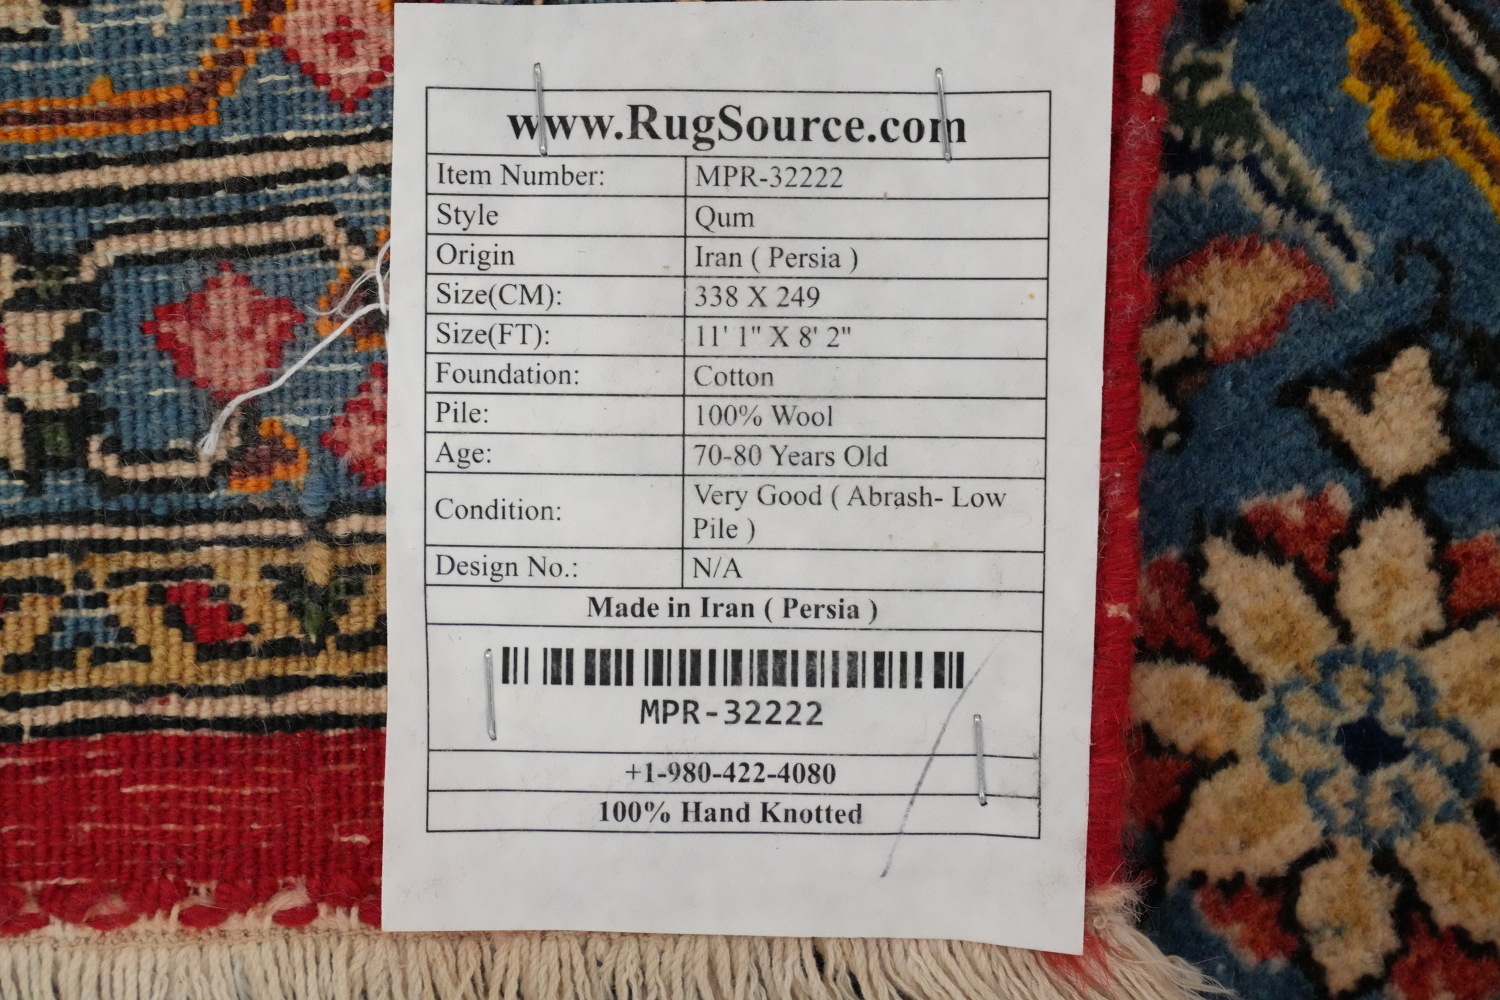 www.RugSource.com
Item Number: MPR-32222
Style Qum
Origin Iran ( Persia )
Size(CM): 338 X 249
Size(FT): 11' 1" X 8' 2"
Foundation: Cotton
Pile: 100% Wool
Age: 70-80 Years Old
Condition: Very Good ( Abrash- Low
Pile )
Design No.: N/A
Made in Iran ( Persia )
MPR-32222
+1-980-422-4080
100% Hand Knotted